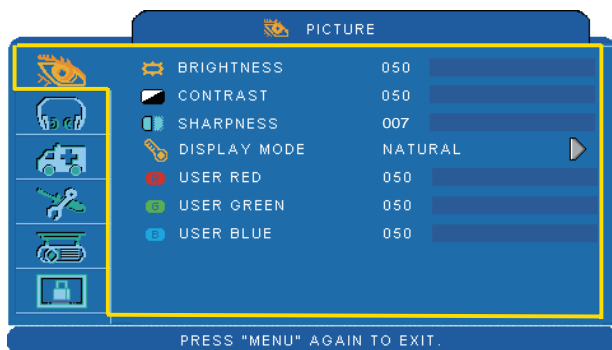 PICTURE
BRIGHTNESS 050
CONTRAST 050
SHARPNESS 007
DISPLAY MODE NATURAL
R USER RED 050
G USER GREEN 050
B USER BLUE 050
PRESS "MENU" AGAIN TO EXIT.